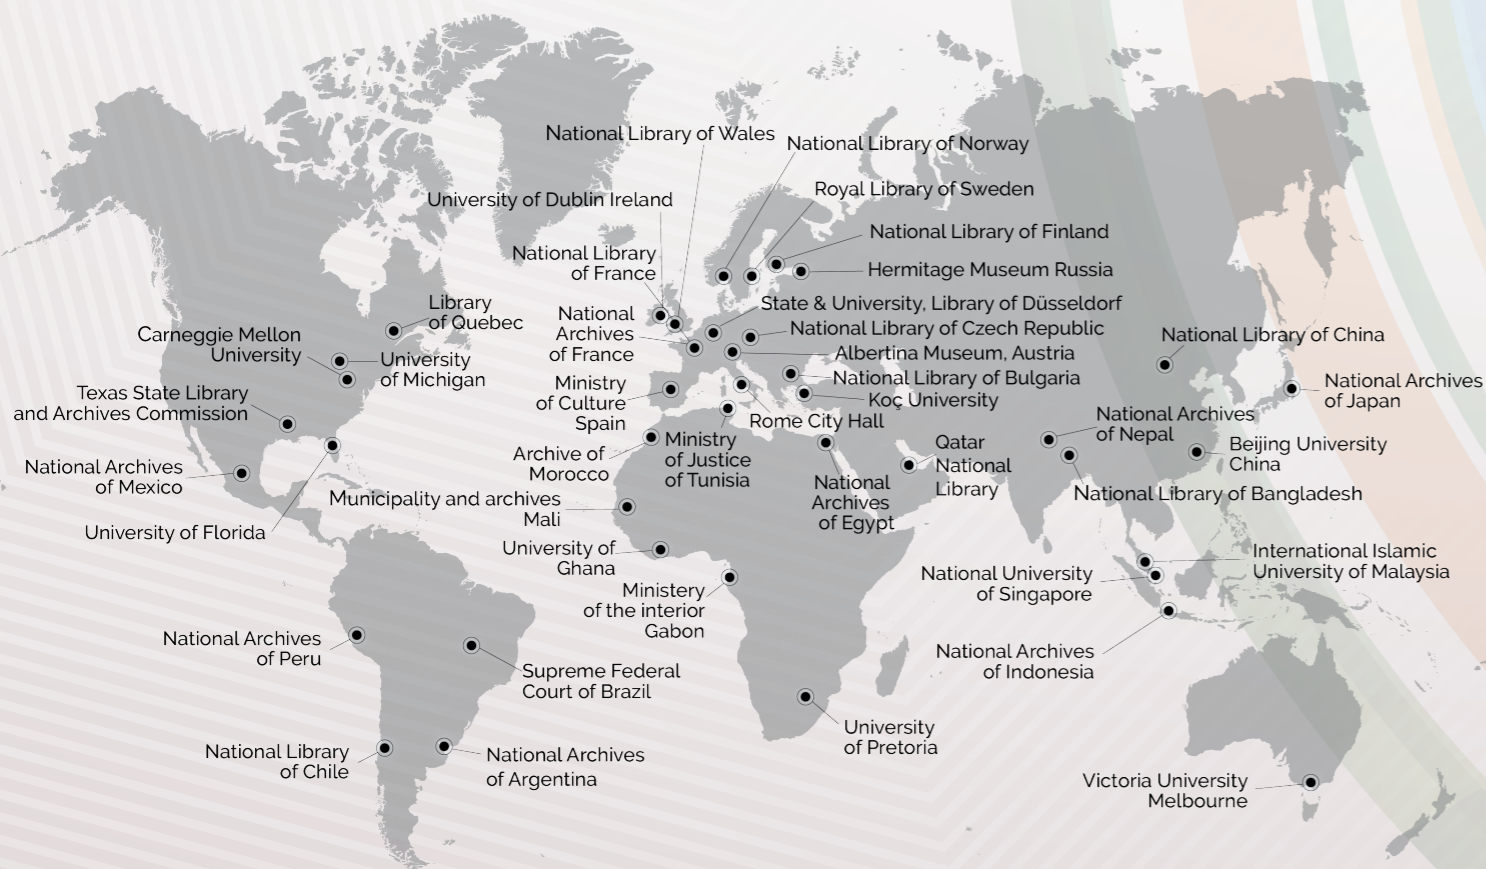 National Library of Wales
National Library of Norway
Royal Library of Sweden
University of Dublin Ireland
National Library of Finland
National Library
of France
Hermitage Museum Russia
Library
of Quebec
State & University, Library of Düsseldorf
National
Archives
of France
National Library of Czech Republic
Carneggie Mellon
University
University
of Michigan
Albertina Museum, Austria
National Library of China
National Library of Bulgaria
Ministry
of Culture
Spain
Koç University
National Archives
of Japan
Texas State Library
and Archives Commission
Rome City Hall
National Archives
of Nepal
Ministry
of Justice
of Tunisia
Archive of
Morocco
Qatar
National
Library
Beijing University
China
National Archives
of Mexico
National
Archives
of Egypt
National Library of Bangladesh
Municipality and archives
Mali
University of Florida
University of
Ghana
International Islamic
University of Malaysia
National University
of Singapore
Ministery
of the interior
Gabon
National Archives
of Peru
National Archives
of Indonesia
Supreme Federal
Court of Brazil
University
of Pretoria
National Library
of Chile
National Archives
of Argentina
Victoria University
Melbourne